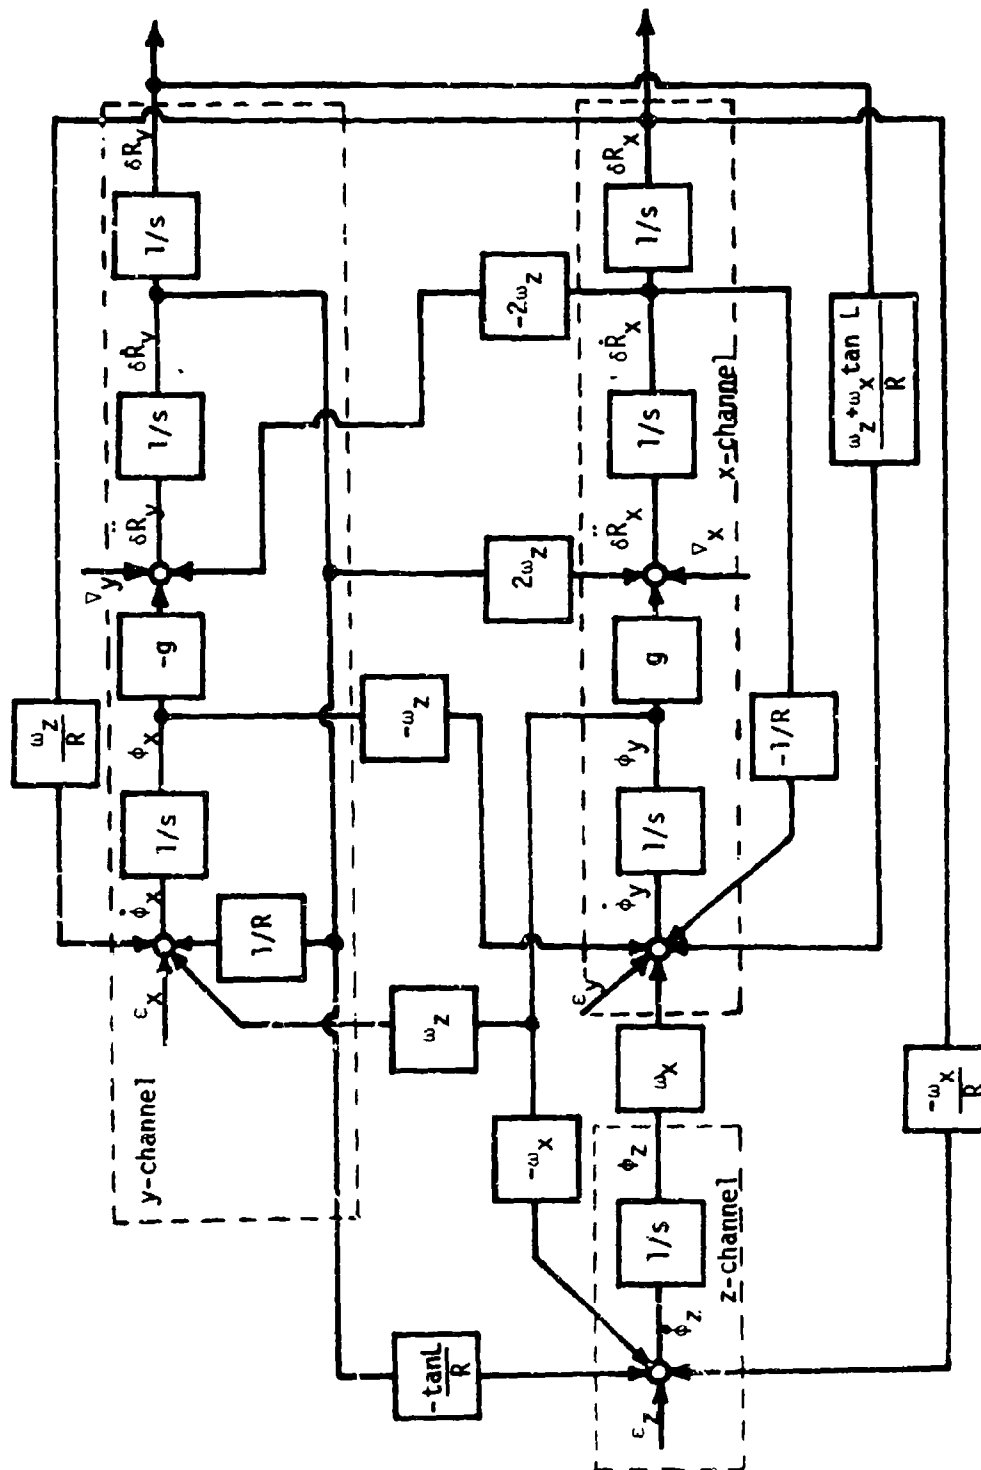 ω_z
R
ε_x
φ̇_x
1/s
φ_x
-g
∇_y
δR̈_y
1/s
δṘ_y
1/s
δR_y
1/R
y-channel
ω_z
-ω_z
2ω_z
-2ω_z
-tanL
R
-ω_x
ε_z
φ̇_z
1/s
φ_z
z-channel
ω_x
ε_y
φ̇_y
1/s
φ_y
g
δR̈_x
∇_x
1/s
δṘ_x
1/s
δR_x
x-channel
-1/R
ω_z+ω_x tan L
R
-ω_x
R